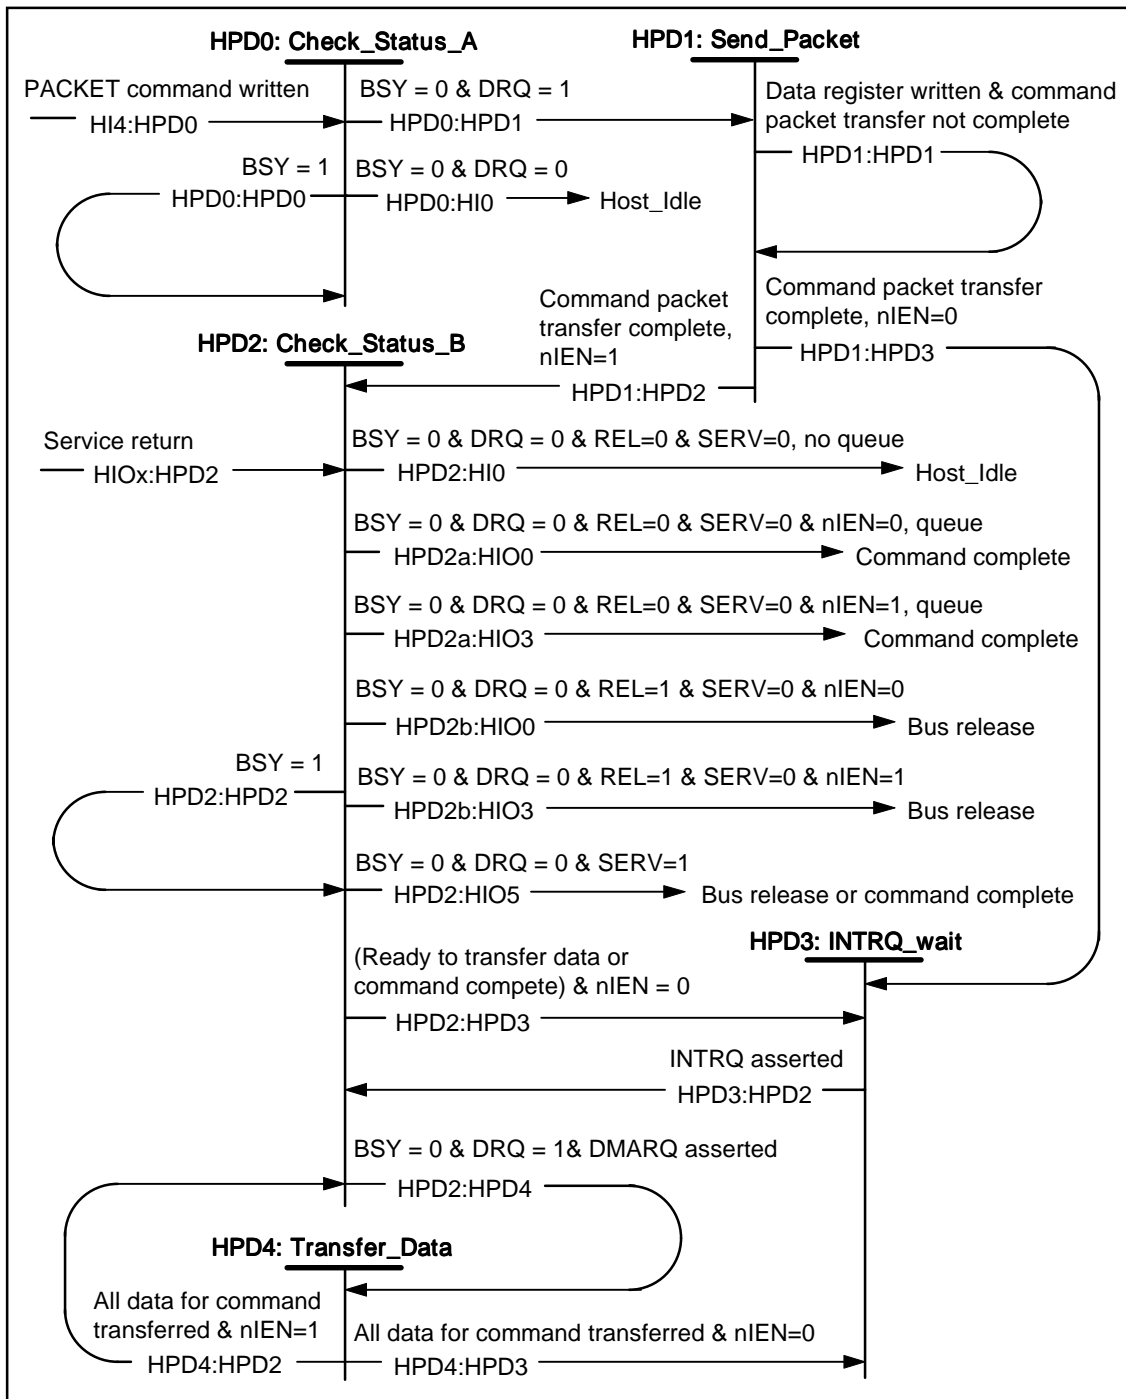 HPD0: Check_Status_A
HPD1: Send_Packet
PACKET command written
HI4:HPD0
BSY = 0 & DRQ = 1
HPD0:HPD1
Data register written & command
packet transfer not complete
HPD1:HPD1
BSY = 1
HPD0:HPD0
BSY = 0 & DRQ = 0
HPD0:HI0
Host_Idle
Command packet
transfer complete,
nIEN=1
HPD1:HPD2
Command packet transfer
complete, nIEN=0
HPD1:HPD3
HPD2: Check_Status_B
Service return
HIOx:HPD2
BSY = 0 & DRQ = 0 & REL=0 & SERV=0, no queue
HPD2:HI0
Host_Idle
BSY = 0 & DRQ = 0 & REL=0 & SERV=0 & nIEN=0, queue
HPD2a:HIO0
Command complete
BSY = 0 & DRQ = 0 & REL=0 & SERV=0 & nIEN=1, queue
HPD2a:HIO3
Command complete
BSY = 0 & DRQ = 0 & REL=1 & SERV=0 & nIEN=0
HPD2b:HIO0
Bus release
BSY = 1
HPD2:HPD2
BSY = 0 & DRQ = 0 & REL=1 & SERV=0 & nIEN=1
HPD2b:HIO3
Bus release
BSY = 0 & DRQ = 0 & SERV=1
HPD2:HIO5
Bus release or command complete
HPD3: INTRQ_wait
(Ready to transfer data or
command compete) & nIEN = 0
HPD2:HPD3
INTRQ asserted
HPD3:HPD2
BSY = 0 & DRQ = 1& DMARQ asserted
HPD2:HPD4
HPD4: Transfer_Data
All data for command
transferred & nIEN=1
HPD4:HPD2
All data for command transferred & nIEN=0
HPD4:HPD3